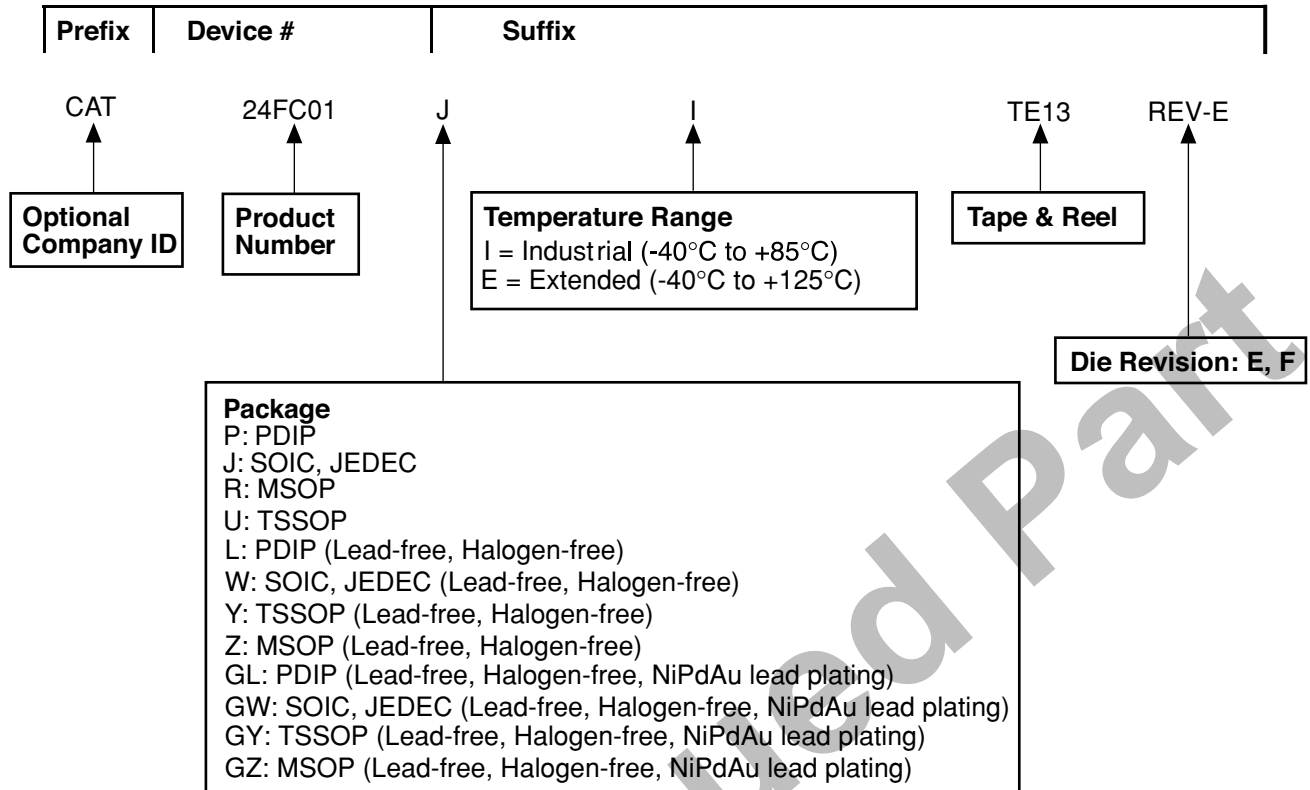 Prefix Device # Suffix
CAT 24FC01 J I TE13 REV-E
Optional
Company ID
Product
Number
Temperature Range
I = Industrial (-40°C to +85°C)
E = Extended (-40°C to +125°C)
Tape & Reel
Die Revision: E, F
Package
P: PDIP
J: SOIC, JEDEC
R: MSOP
U: TSSOP
L: PDIP (Lead-free, Halogen-free)
W: SOIC, JEDEC (Lead-free, Halogen-free)
Y: TSSOP (Lead-free, Halogen-free)
Z: MSOP (Lead-free, Halogen-free)
GL: PDIP (Lead-free, Halogen-free, NiPdAu lead plating)
GW: SOIC, JEDEC (Lead-free, Halogen-free, NiPdAu lead plating)
GY: TSSOP (Lead-free, Halogen-free, NiPdAu lead plating)
GZ: MSOP (Lead-free, Halogen-free, NiPdAu lead plating)
ued Part